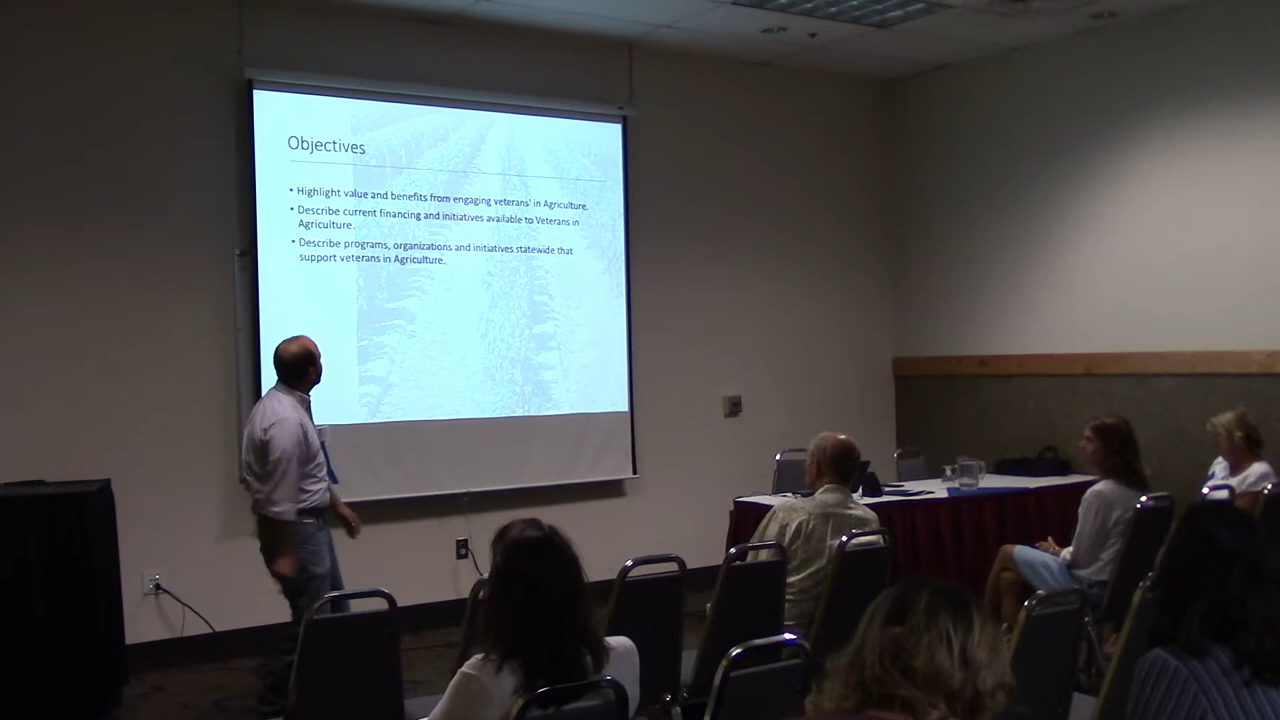 Objectives
• Highlight value and benefits from engaging veterans' in Agriculture.
• Describe current financing and initiatives available to Veterans in
Agriculture.
• Describe programs, organizations and initiatives statewide that
support veterans in Agriculture.